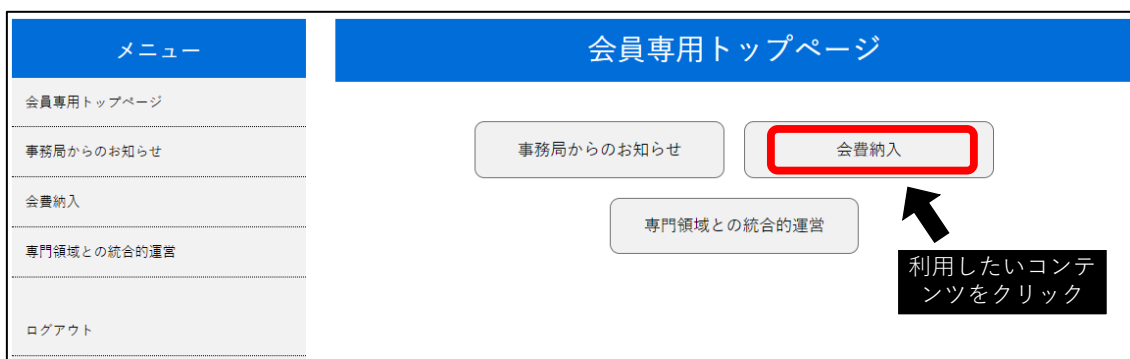 メニュー
会員専用トップページ
事務局からのお知らせ
会費納入
専門領域との統合的運営
ログアウト
会員専用トップページ
事務局からのお知らせ
会費納入
専門領域との統合的運営
利用したいコンテ
ンツをクリック